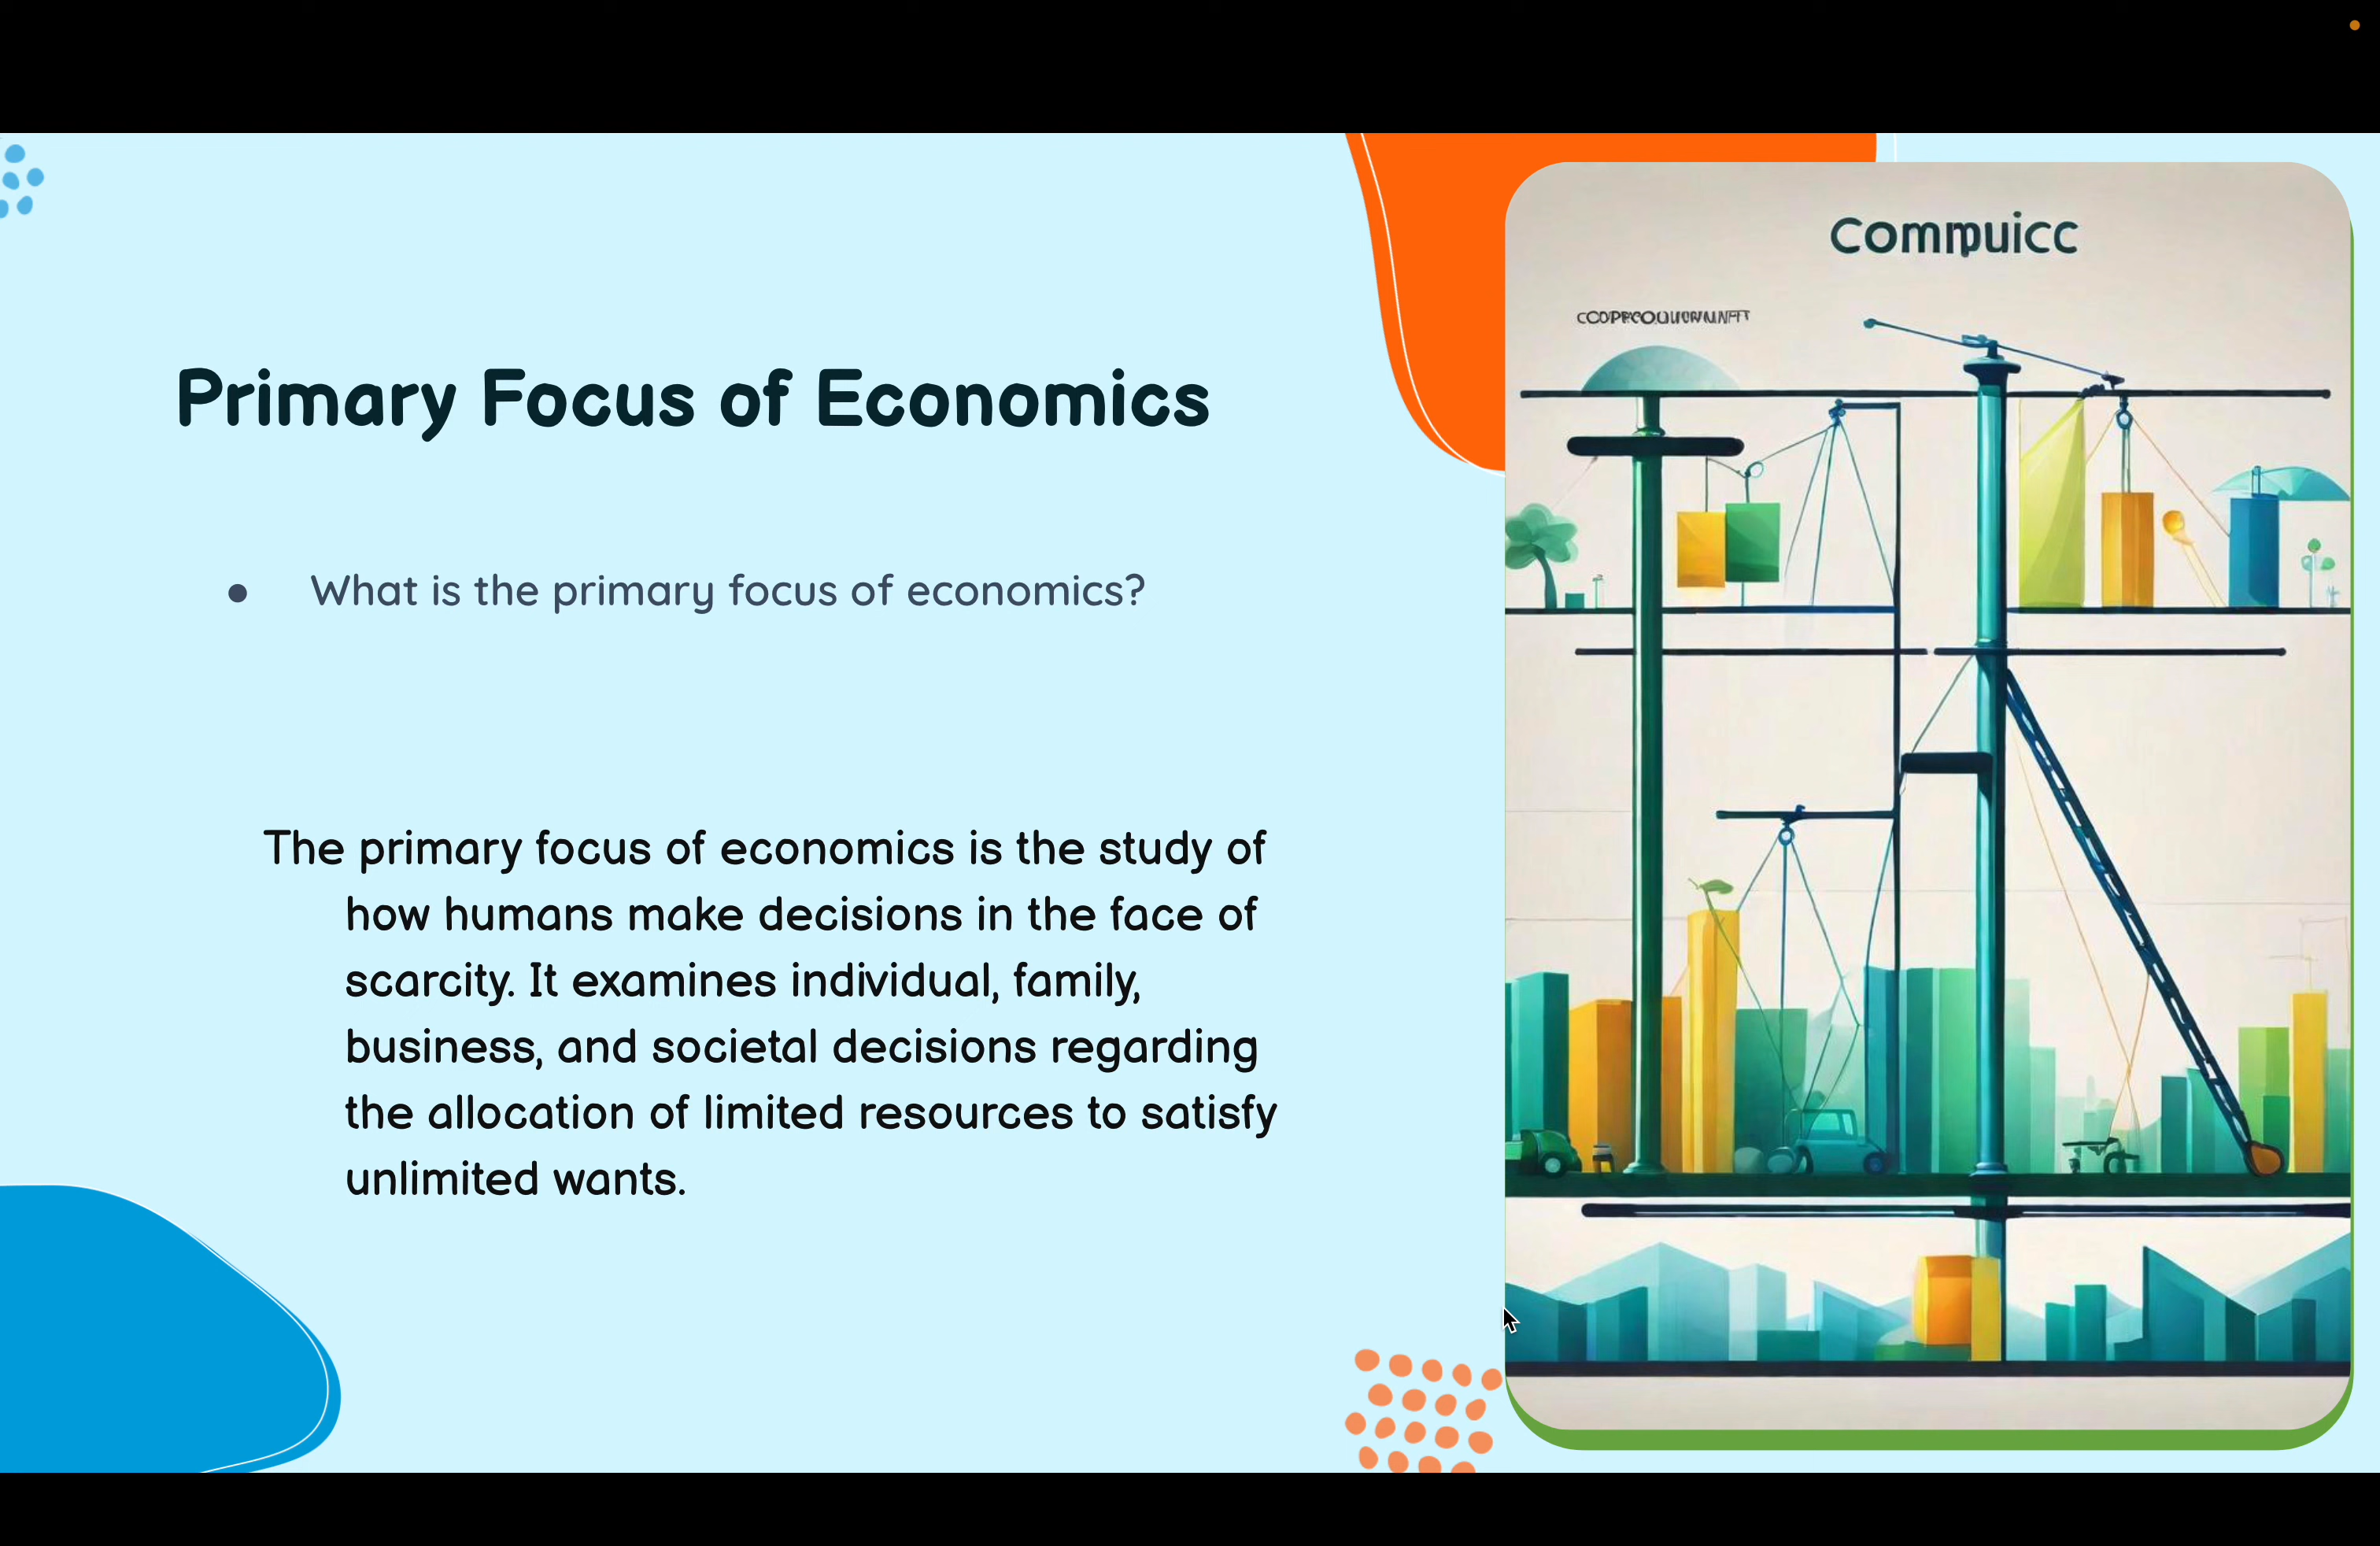 Primary Focus of Economics
● What is the primary focus of economics?
The primary focus of economics is the study of
how humans make decisions in the face of
scarcity. It examines individual, family,
business, and societal decisions regarding
the allocation of limited resources to satisfy
unlimited wants.